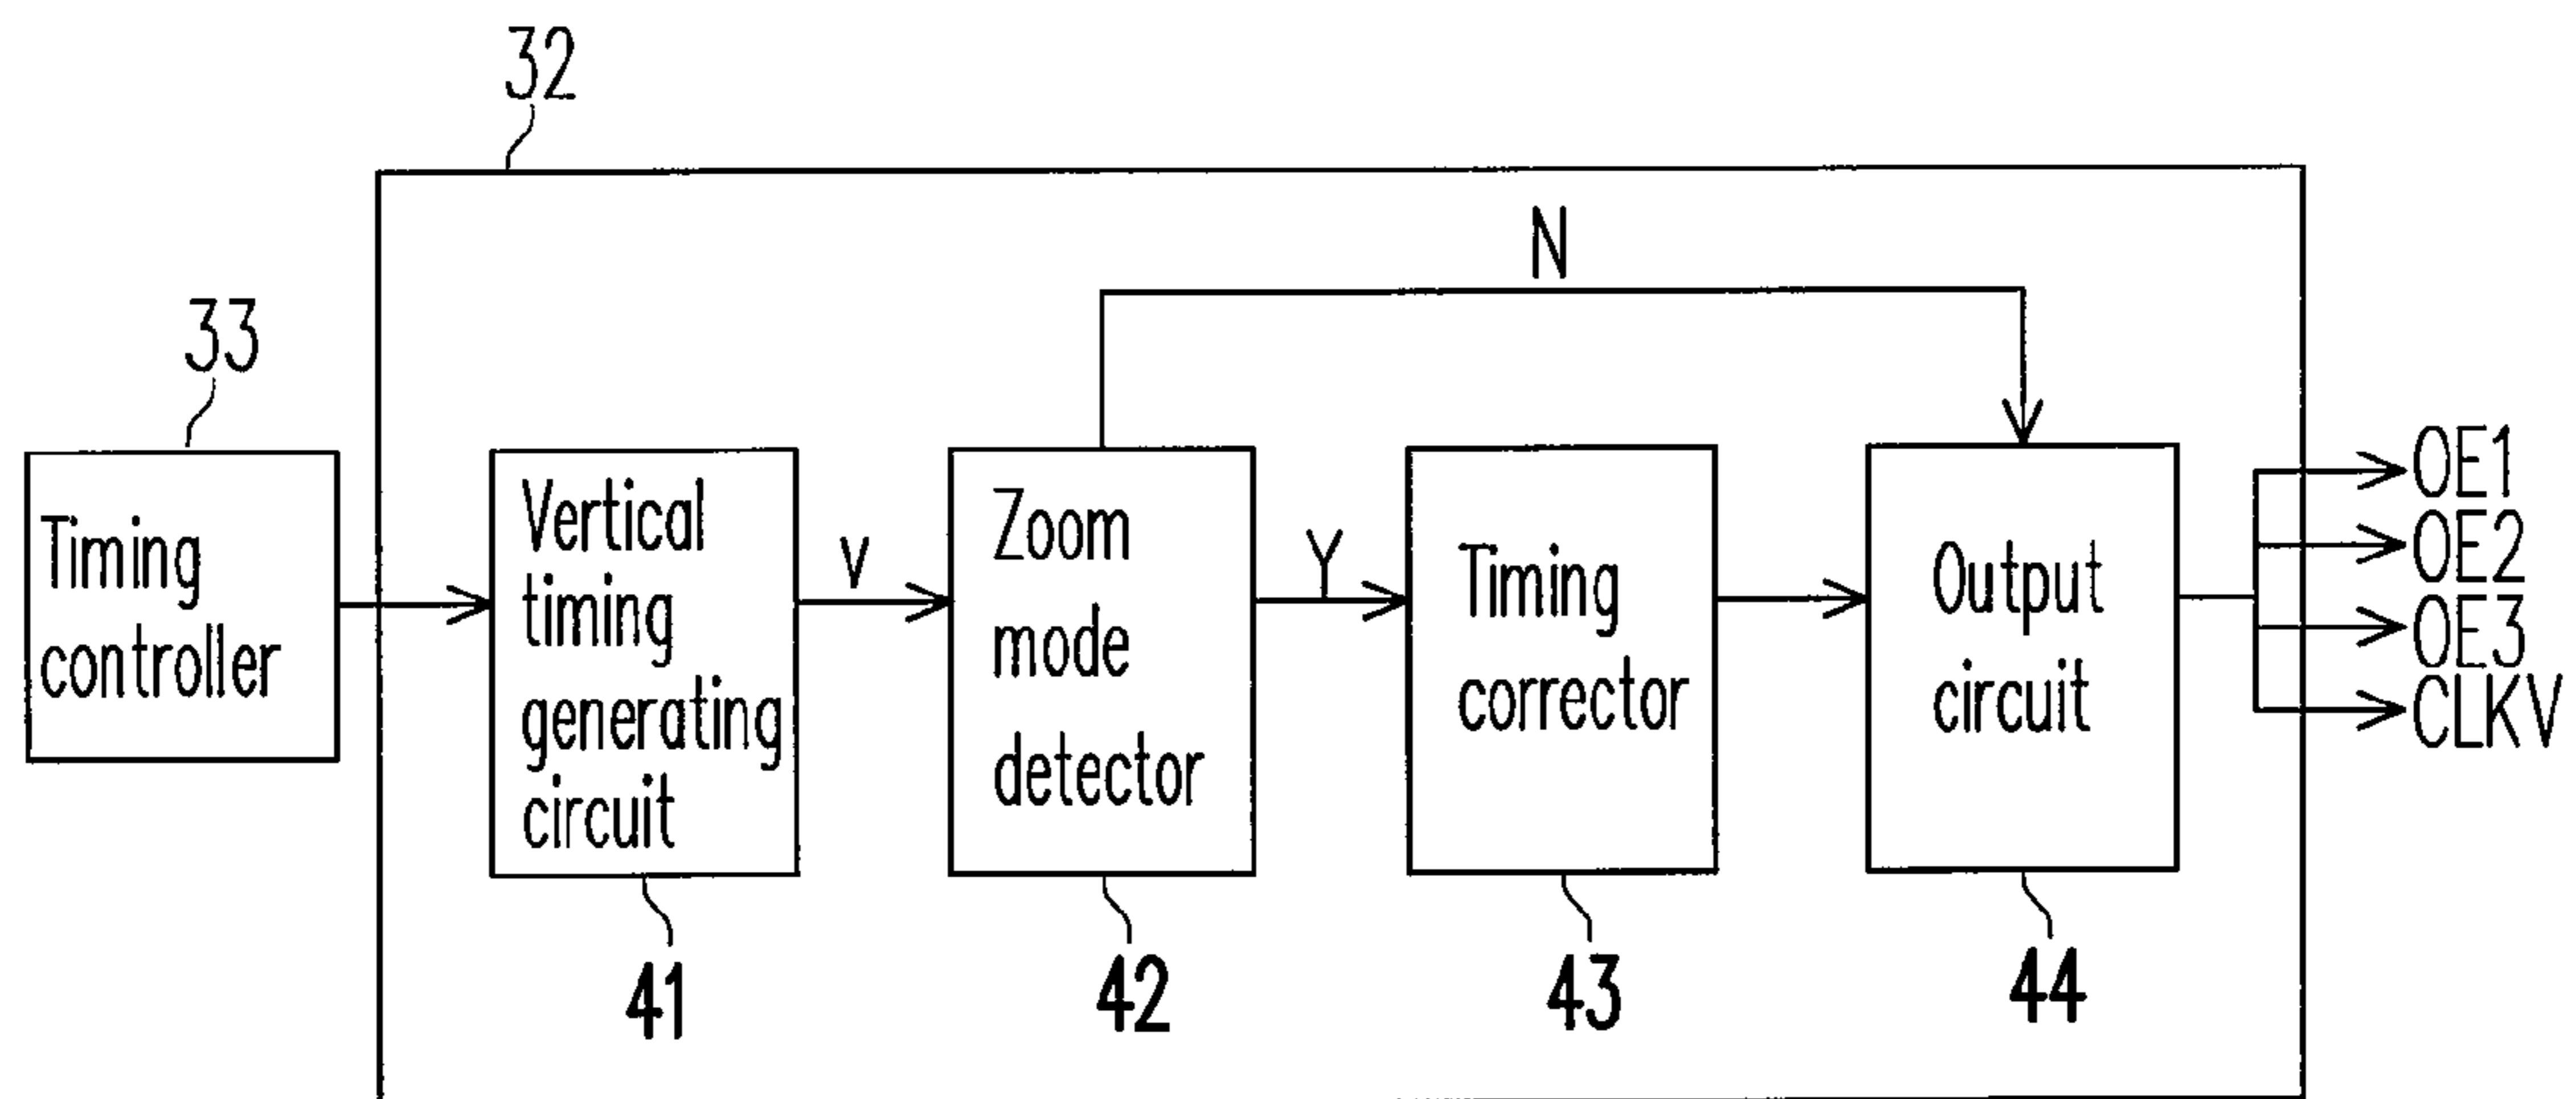 32
N
33
Timing
controller
Vertical
timing
generating
circuit
V
Zoom
mode
detector
Y
Timing
corrector
Output
circuit
OE1
OE2
OE3
CLKV
41
42
43
44